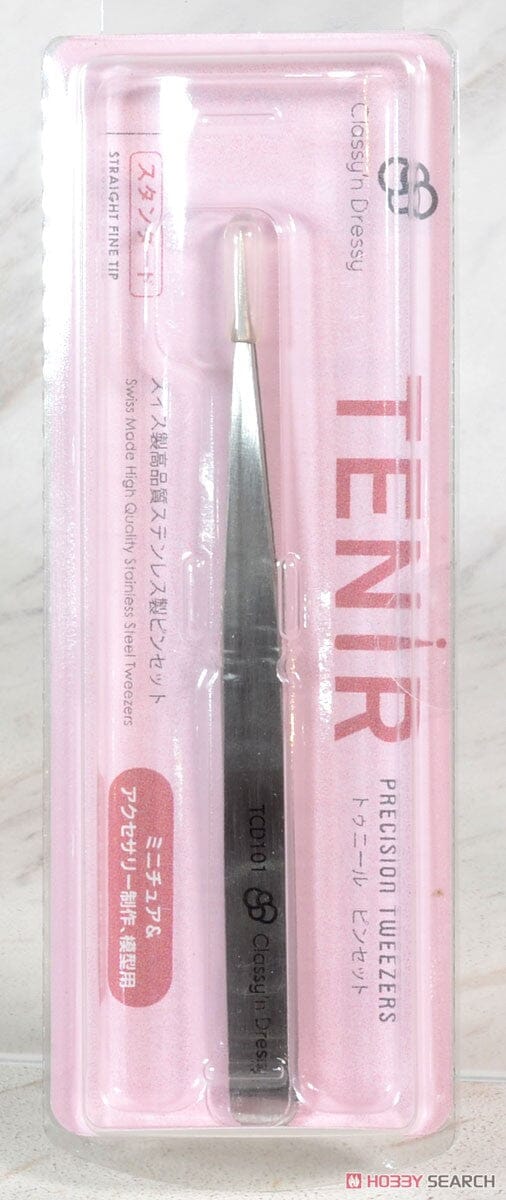 Classy'n Dressy
TENiR
PRECISION TWEEZERS
トゥニール ピンセット
スタンダード
STRAIGHT FINE TIP
スイス製高品質ステンレス製ピンセット
Swiss Made High Quality Stainless Steel Tweezers
ミニチュア&
アクセサリー制作、模型用
TCD101 Classy'n Dressy
HOBBY SEARCH